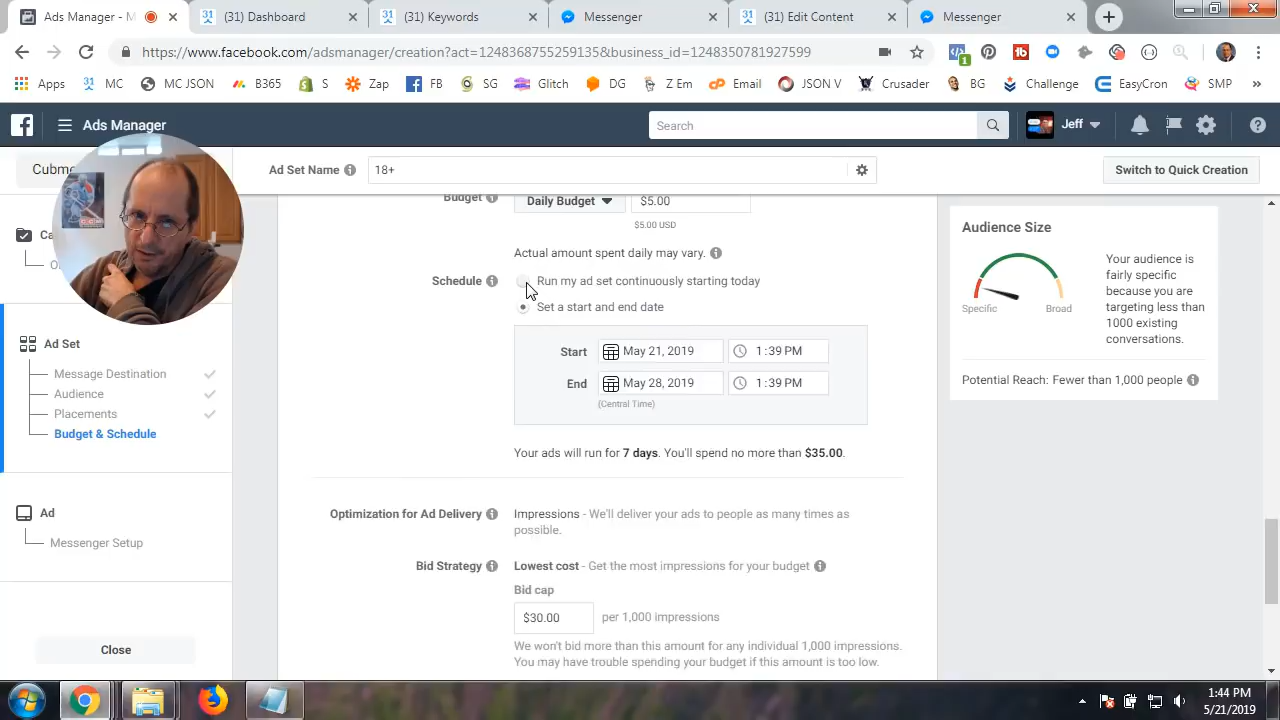 Ads Manager - M
(31) Dashboard
(31) Keywords
Messenger
(31) Edit Content
Messenger
https://www.facebook.com/adsmanager/creation?act=1248368755259135&business_id=1248350781927599
Apps
MC
MC JSON
B365
S
Zap
FB
SG
Glitch
DG
Z Em
Email
JSON V
Crusader
BG
Challenge
EasyCron
SMP
Ads Manager
Search
Jeff
Cubm
Ad Set Name
18+
Switch to Quick Creation
Budget
Daily Budget
$5.00
$5.00 USD
Actual amount spent daily may vary.
Schedule
Run my ad set continuously starting today
Set a start and end date
Start
May 21, 2019
1:39 PM
End
May 28, 2019
1:39 PM
(Central Time)
Your ads will run for 7 days. You'll spend no more than $35.00.
Optimization for Ad Delivery
Impressions - We'll deliver your ads to people as many times as
possible.
Bid Strategy
Lowest cost - Get the most impressions for your budget
Bid cap
$30.00
per 1,000 impressions
We won't bid more than this amount for any individual 1,000 impressions.
You may have trouble spending your budget if this amount is too low.
Ca
O
Ad Set
Message Destination
Audience
Placements
Budget & Schedule
Ad
Messenger Setup
Close
Audience Size
Specific
Broad
Your audience is
fairly specific
because you are
targeting less than
1000 existing
conversations.
Potential Reach: Fewer than 1,000 people
1:44 PM
5/21/2019